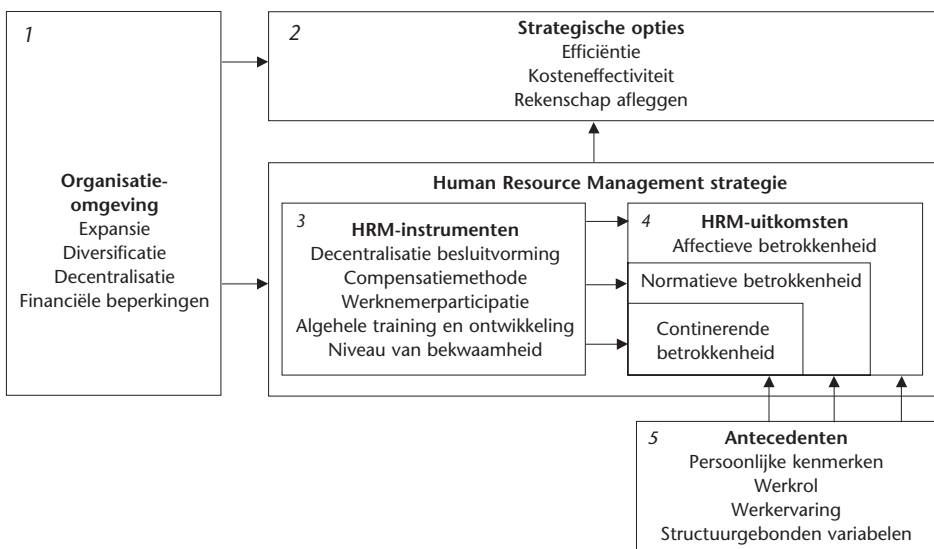 1
Organisatie-
omgeving
Expansie
Diversificatie
Decentralisatie
Financiële beperkingen
2
Strategische opties
Efficiëntie
Kosteneffectiviteit
Rekenschap afleggen
Human Resource Management strategie
3
HRM-instrumenten
Decentralisatie besluitvorming
Compensatiemethode
Werknemerparticipatie
Algehele training en ontwikkeling
Niveau van bekwaamheid
4
HRM-uitkomsten
Affectieve betrokkenheid
Normatieve betrokkenheid
Continerende
betrokkenheid
5
Antecedenten
Persoonlijke kenmerken
Werkrol
Werkervaring
Structuurgebonden variabelen